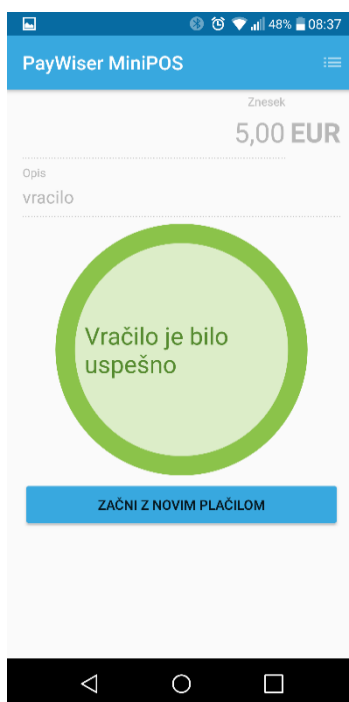 48% 08:37
PayWiser MiniPOS
Znesek
5,00 EUR
Opis
vracilo
Vračilo je bilo
uspešno
ZAČNI Z NOVIM PLAČILOM